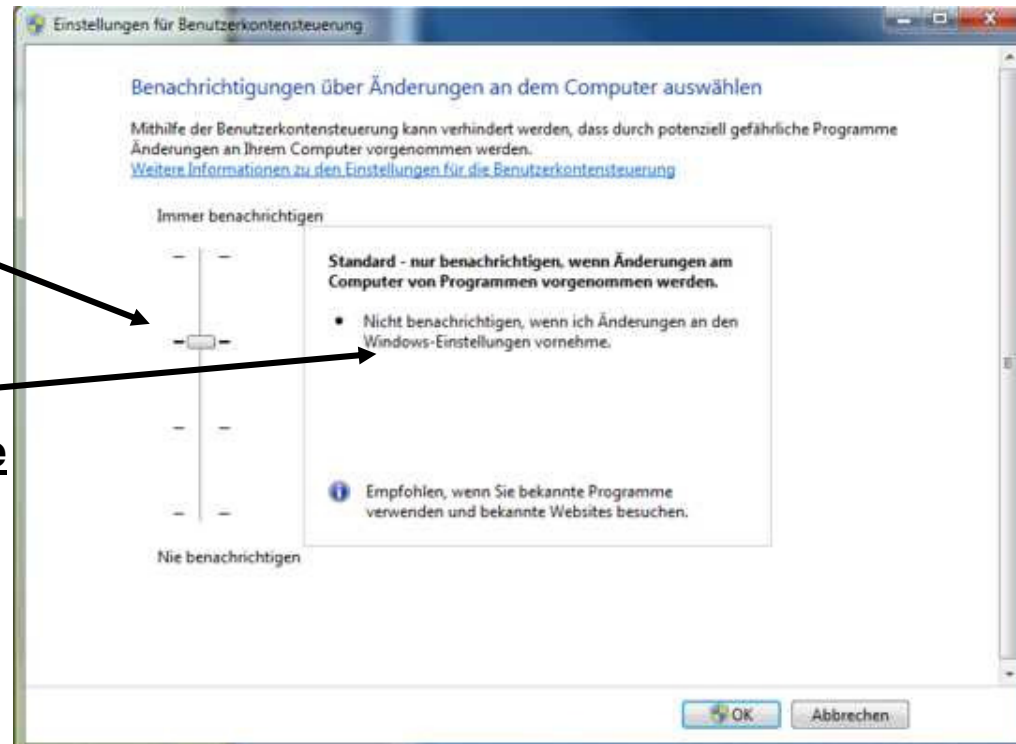 Einstellungen für Benutzerkontensteuerung
Benachrichtigungen über Änderungen an dem Computer auswählen
Mithilfe der Benutzerkontensteuerung kann verhindert werden, dass durch potenziell gefährliche Programme
Änderungen an Ihrem Computer vorgenommen werden.
Weitere Informationen zu den Einstellungen für die Benutzerkontensteuerung
Immer benachrichtigen
Standard - nur benachrichtigen, wenn Änderungen am
Computer von Programmen vorgenommen werden.
• Nicht benachrichtigen, wenn ich Änderungen an den
Windows-Einstellungen vornehme.
e
Empfohlen, wenn Sie bekannte Programme
verwenden und bekannte Websites besuchen.
Nie benachrichtigen
OK
Abbrechen